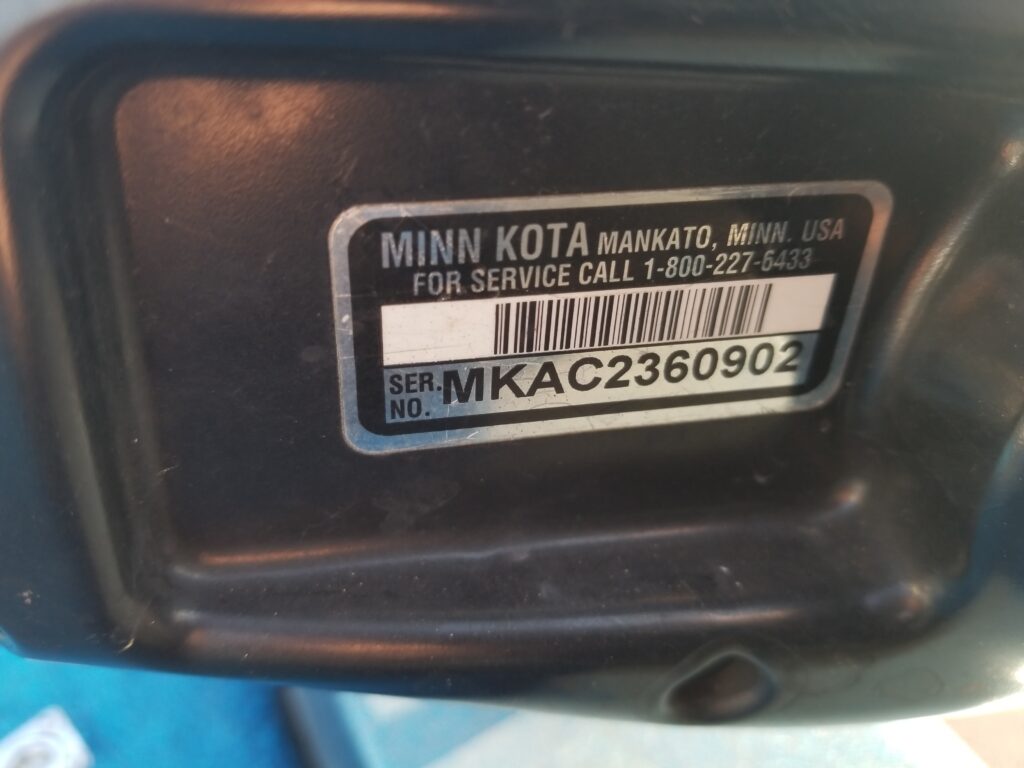 MINN KOTA MANKATO, MINN. USA
FOR SERVICE CALL 1-800-227-6433
SER. NO. MKAC2360902